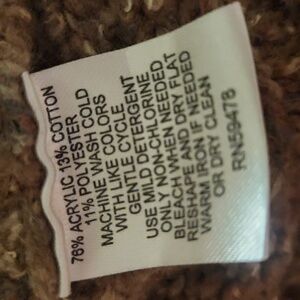 76% ACRYLIC 13% COTTON
11% POLYESTER
MACHINE WASH COLD
WITH LIKE COLORS
GENTLE CYCLE
USE MILD DETERGENT
ONLY NON-CHLORINE
BLEACH WHEN NEEDED
RESHAPE AND DRY FLAT
WARM IRON IF NEEDED
OR DRY CLEAN
RN59478